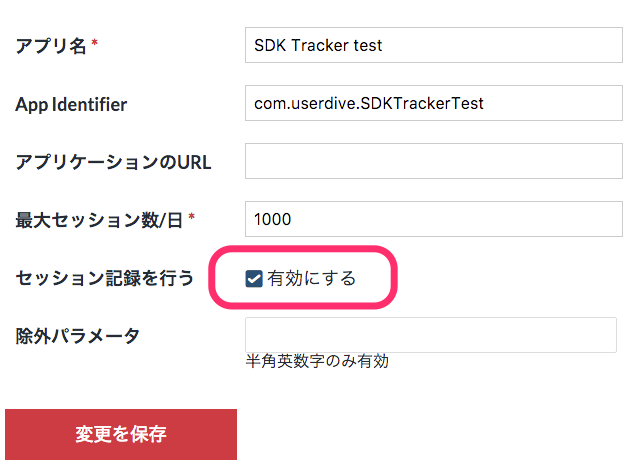 アプリ名 * SDK Tracker test
App Identifier com.userdive.SDKTrackerTest
アプリケーションのURL
最大セッション数/日 * 1000
セッション記録を行う 有効にする
除外パラメータ
半角英数字のみ有効
変更を保存